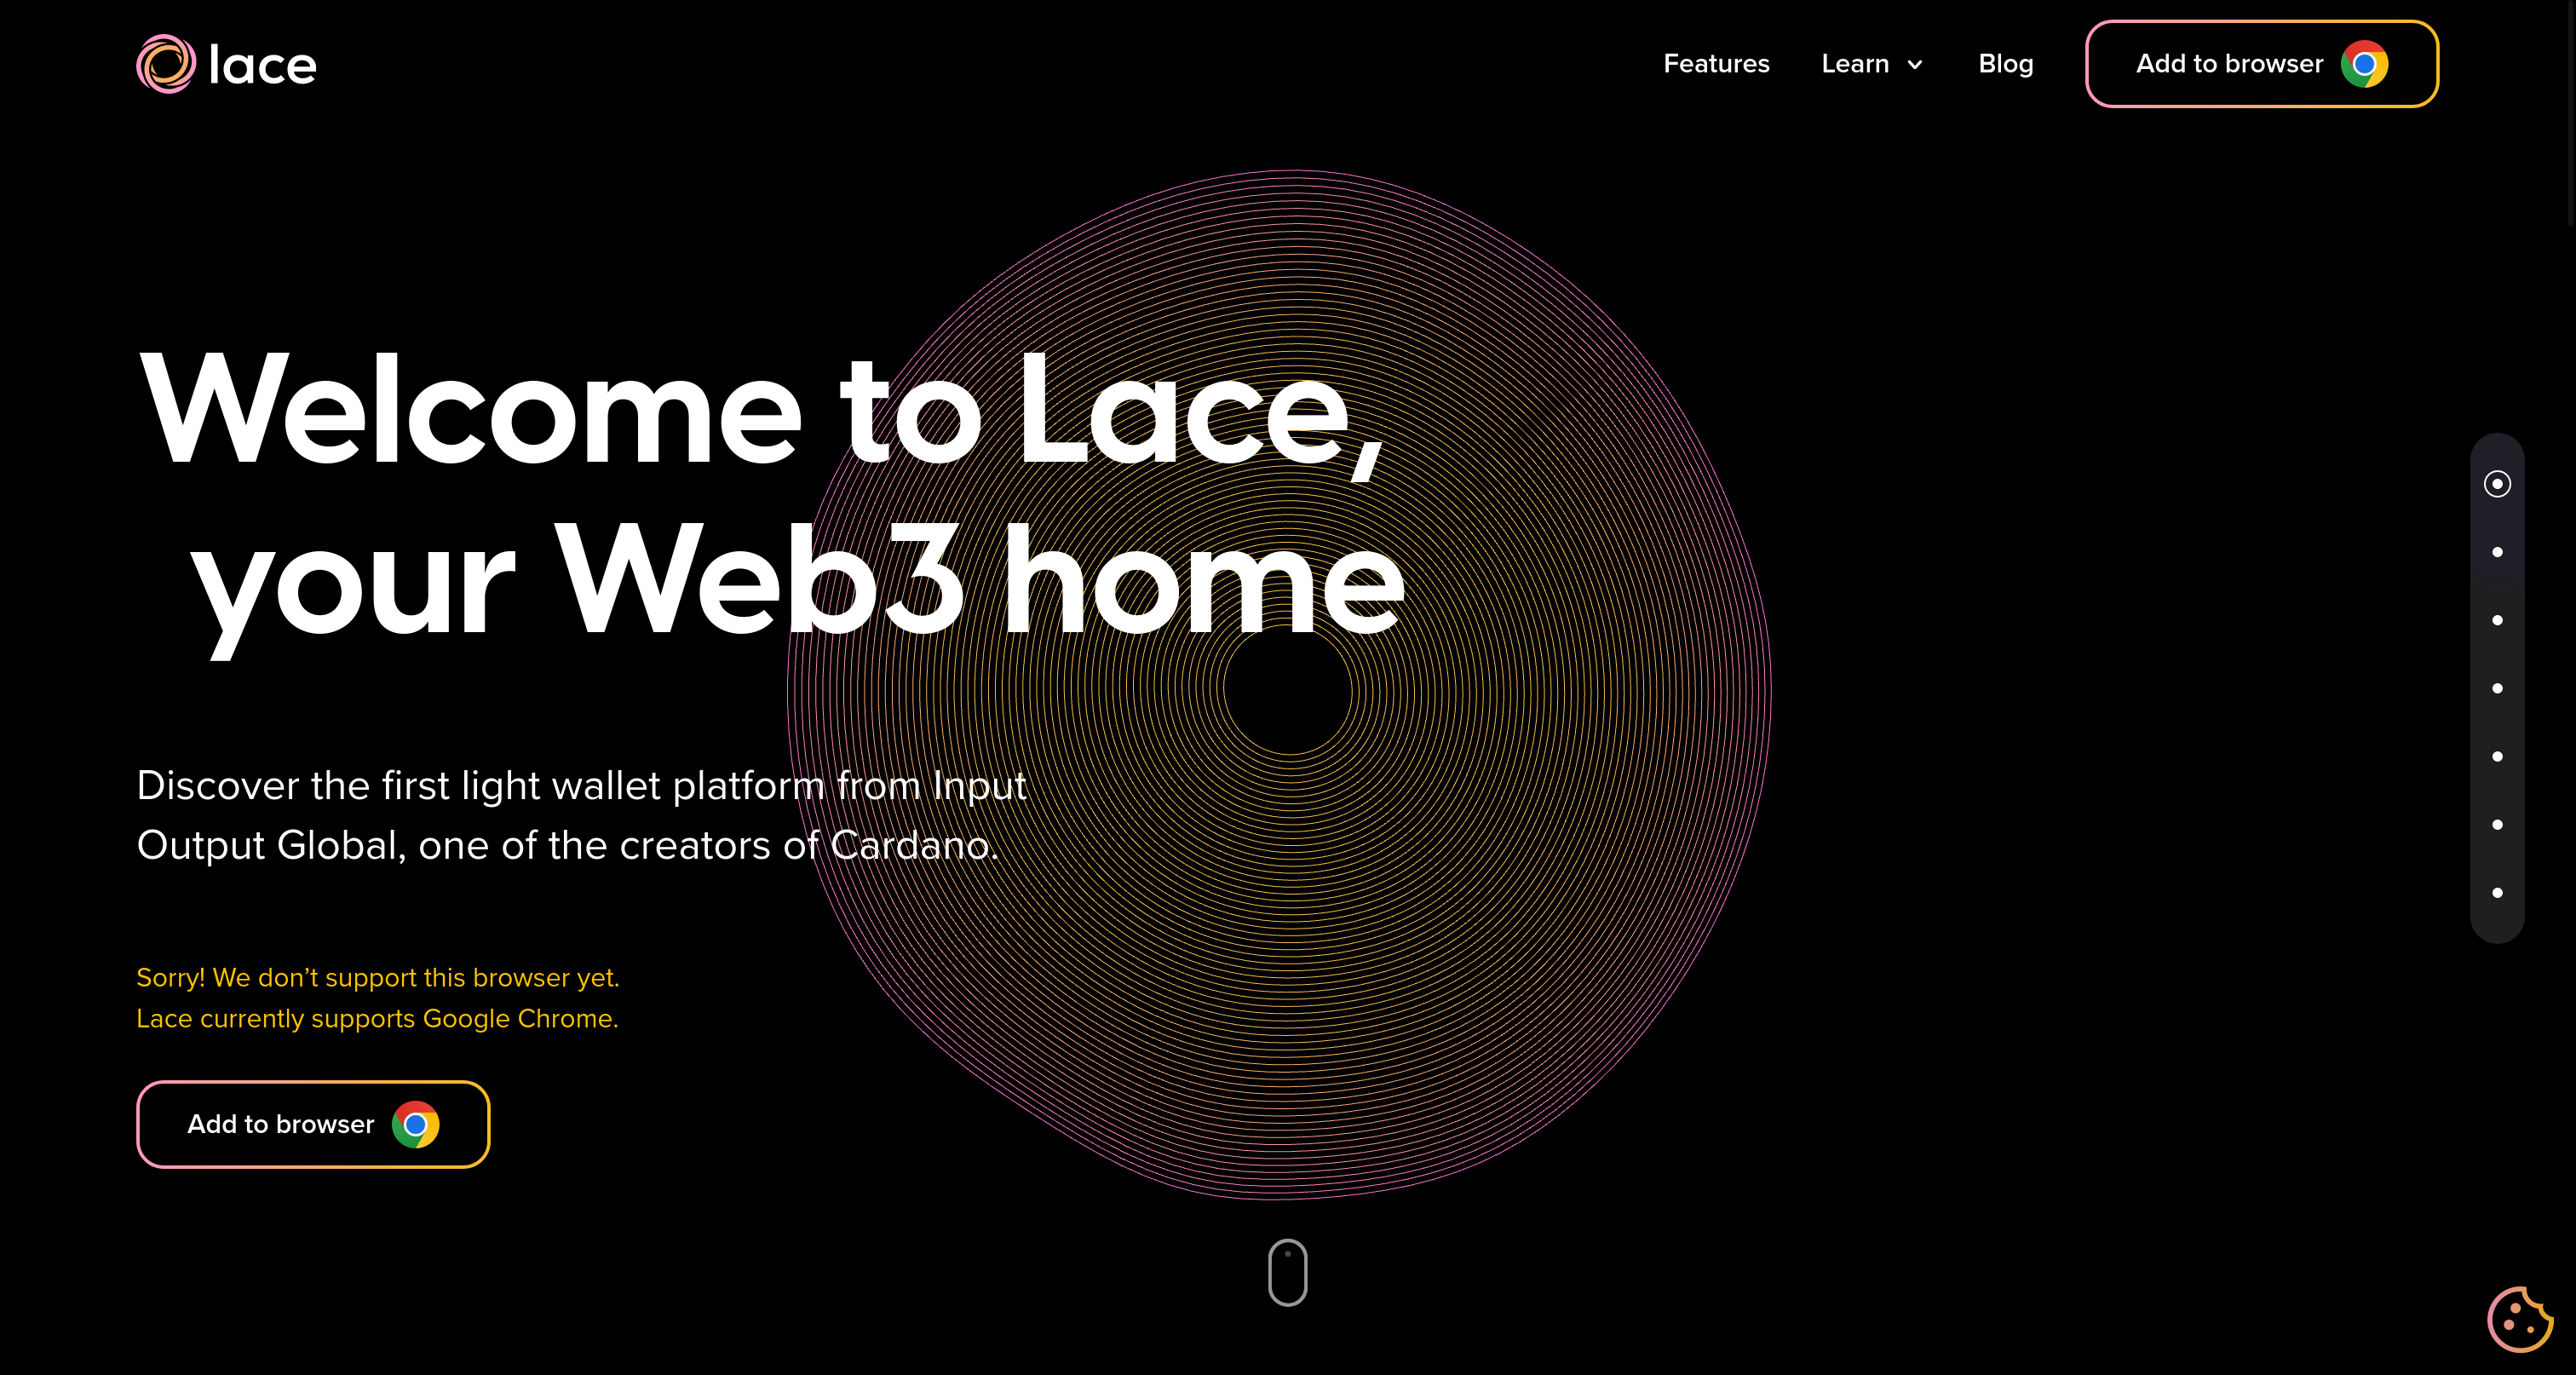 lace
Features
Learn
Blog
Add to browser
Welcome to Lace,
your Web3 home
Discover the first light wallet platform from Input
Output Global, one of the creators of Cardano.
Sorry! We don’t support this browser yet.
Lace currently supports Google Chrome.
Add to browser